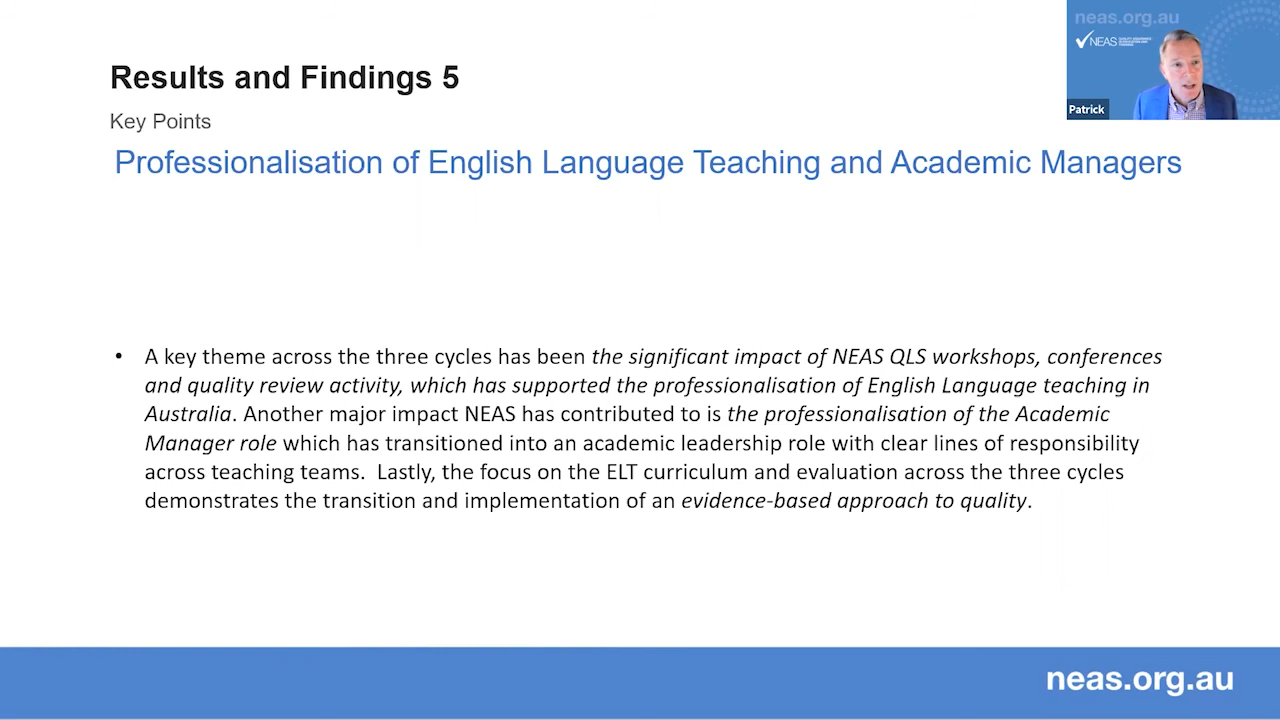 neas.org.au
NEAS
Patrick
Results and Findings 5
Key Points
Professionalisation of English Language Teaching and Academic Managers
• A key theme across the three cycles has been the significant impact of NEAS QLS workshops, conferences
and quality review activity, which has supported the professionalisation of English Language teaching in
Australia. Another major impact NEAS has contributed to is the professionalisation of the Academic
Manager role which has transitioned into an academic leadership role with clear lines of responsibility
across teaching teams.  Lastly, the focus on the ELT curriculum and evaluation across the three cycles
demonstrates the transition and implementation of an evidence-based approach to quality.
neas.org.au